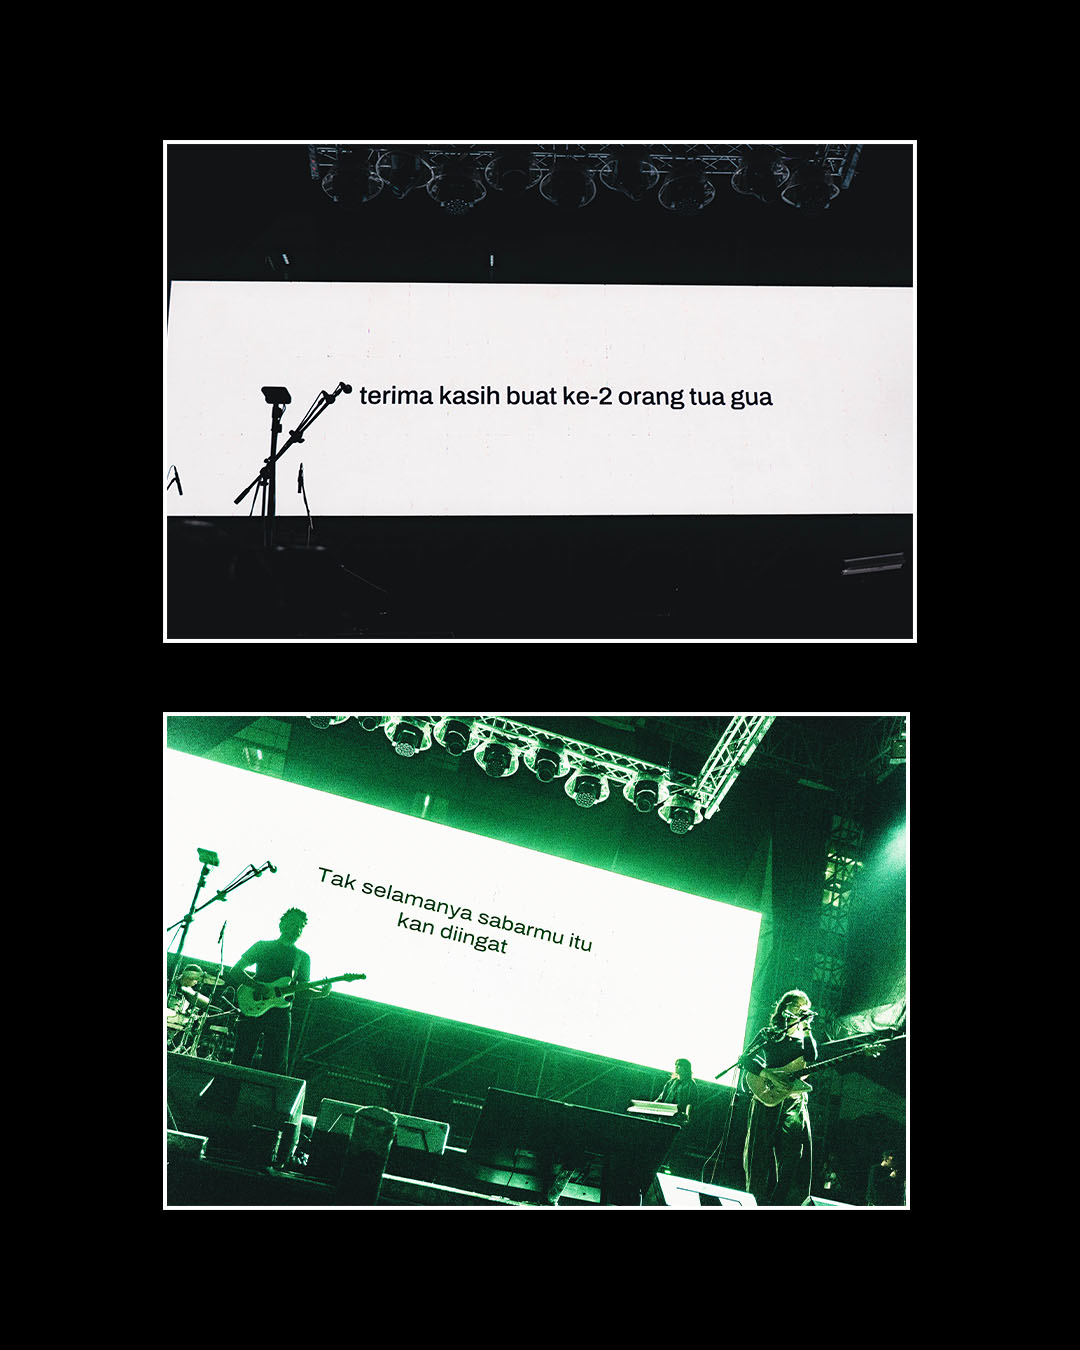 terima kasih buat ke-2 orang tua gua
Tak selamanya sabarmu itu
kan diingat